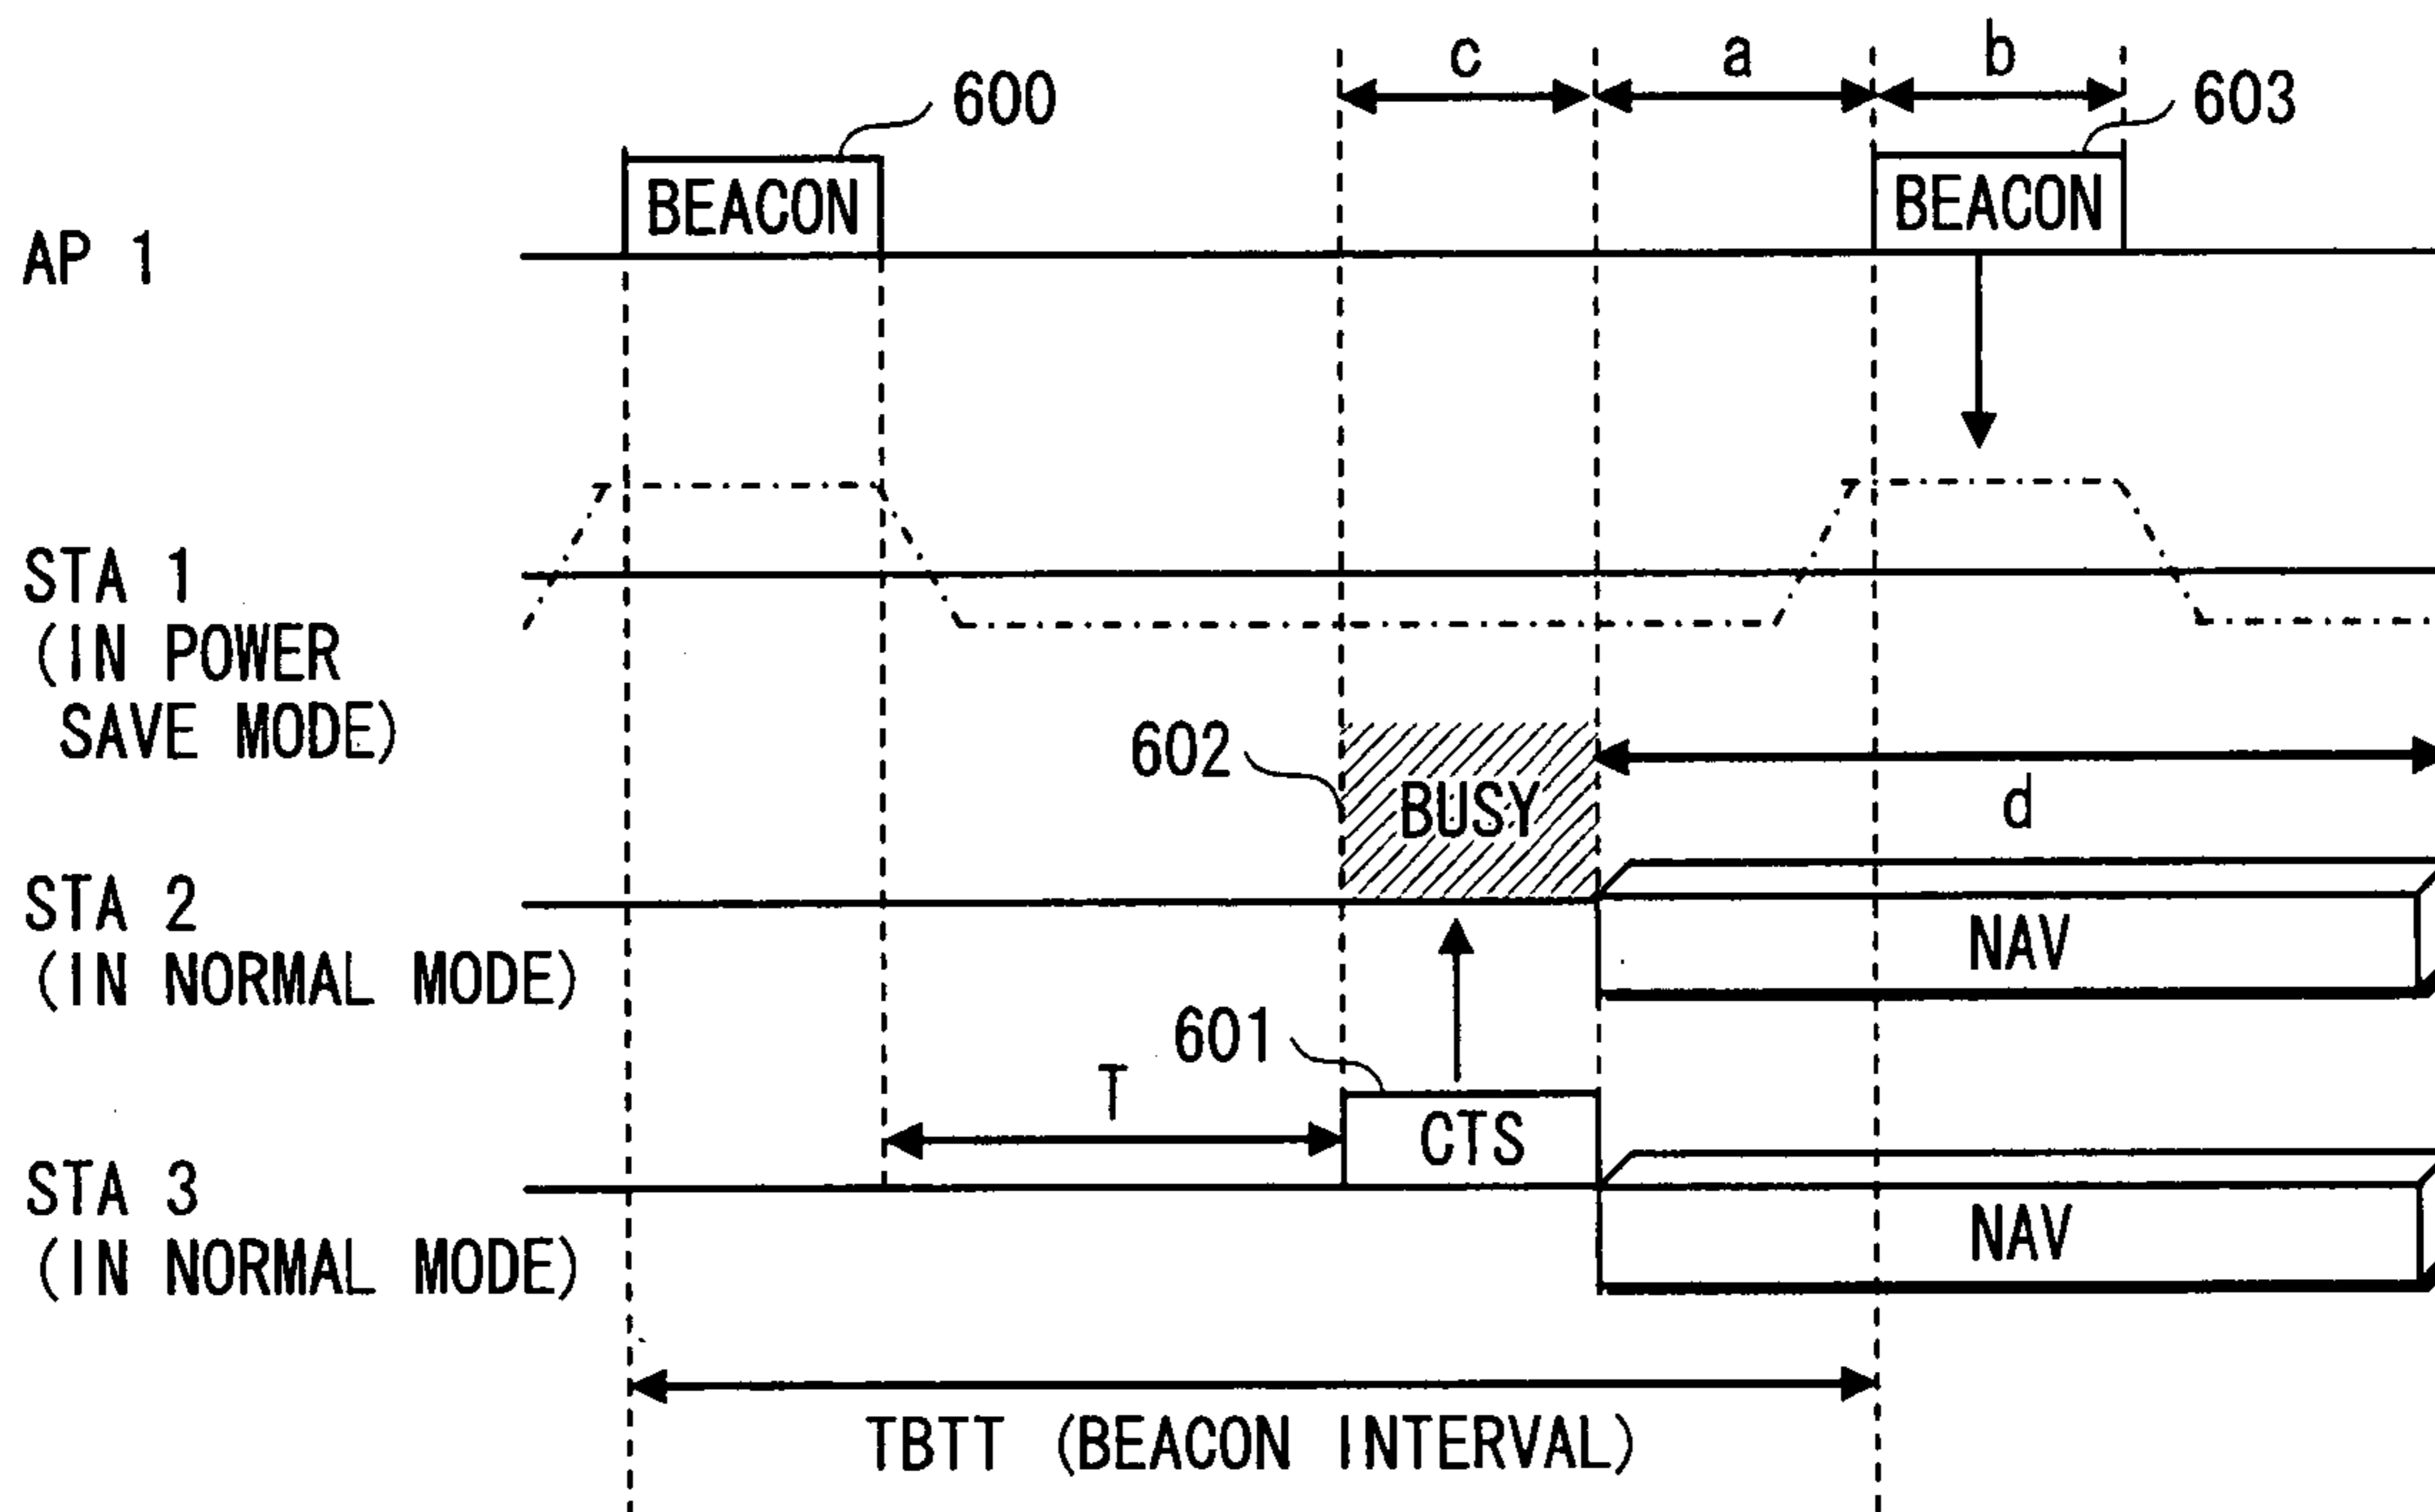 c a b
600
603
BEACON
BEACON
AP 1
STA 1
(IN POWER
SAVE MODE)
602
BUSY
d
STA 2
(IN NORMAL MODE)
NAV
601
T
CTS
STA 3
(IN NORMAL MODE)
NAV
TBTT (BEACON INTERVAL)